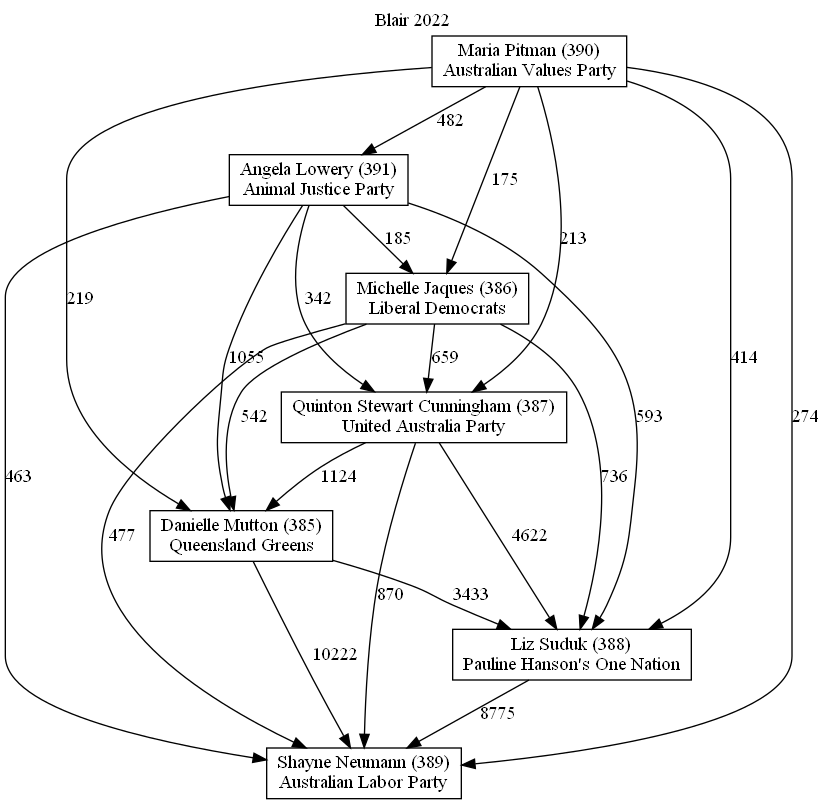 Blair 2022
Maria Pitman (390)
Australian Values Party
482
Angela Lowery (391)
Animal Justice Party
175
213
185
219
342
Michelle Jaques (386)
Liberal Democrats
1055
659
414
542
593
274
Quinton Stewart Cunningham (387)
United Australia Party
463
1124
736
477
4622
Danielle Mutton (385)
Queensland Greens
870
3433
10222
Liz Suduk (388)
Pauline Hanson's One Nation
8775
Shayne Neumann (389)
Australian Labor Party